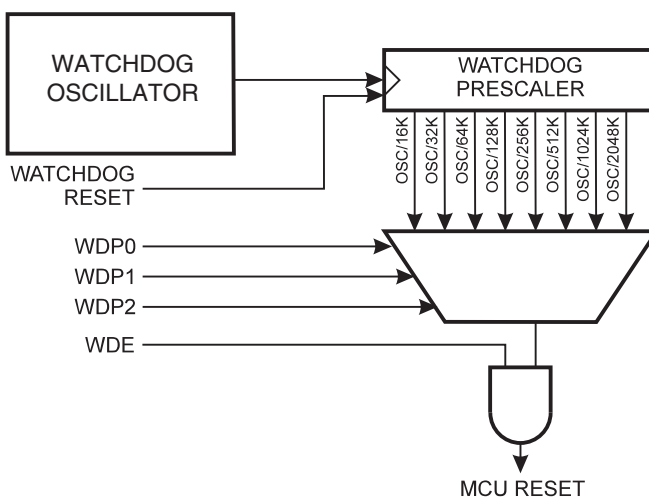 WATCHDOG
OSCILLATOR
WATCHDOG
PRESCALER
WATCHDOG
RESET
OSC/16K
OSC/32K
OSC/64K
OSC/128K
OSC/256K
OSC/512K
OSC/1024K
OSC/2048K
WDP0
WDP1
WDP2
WDE
MCU RESET